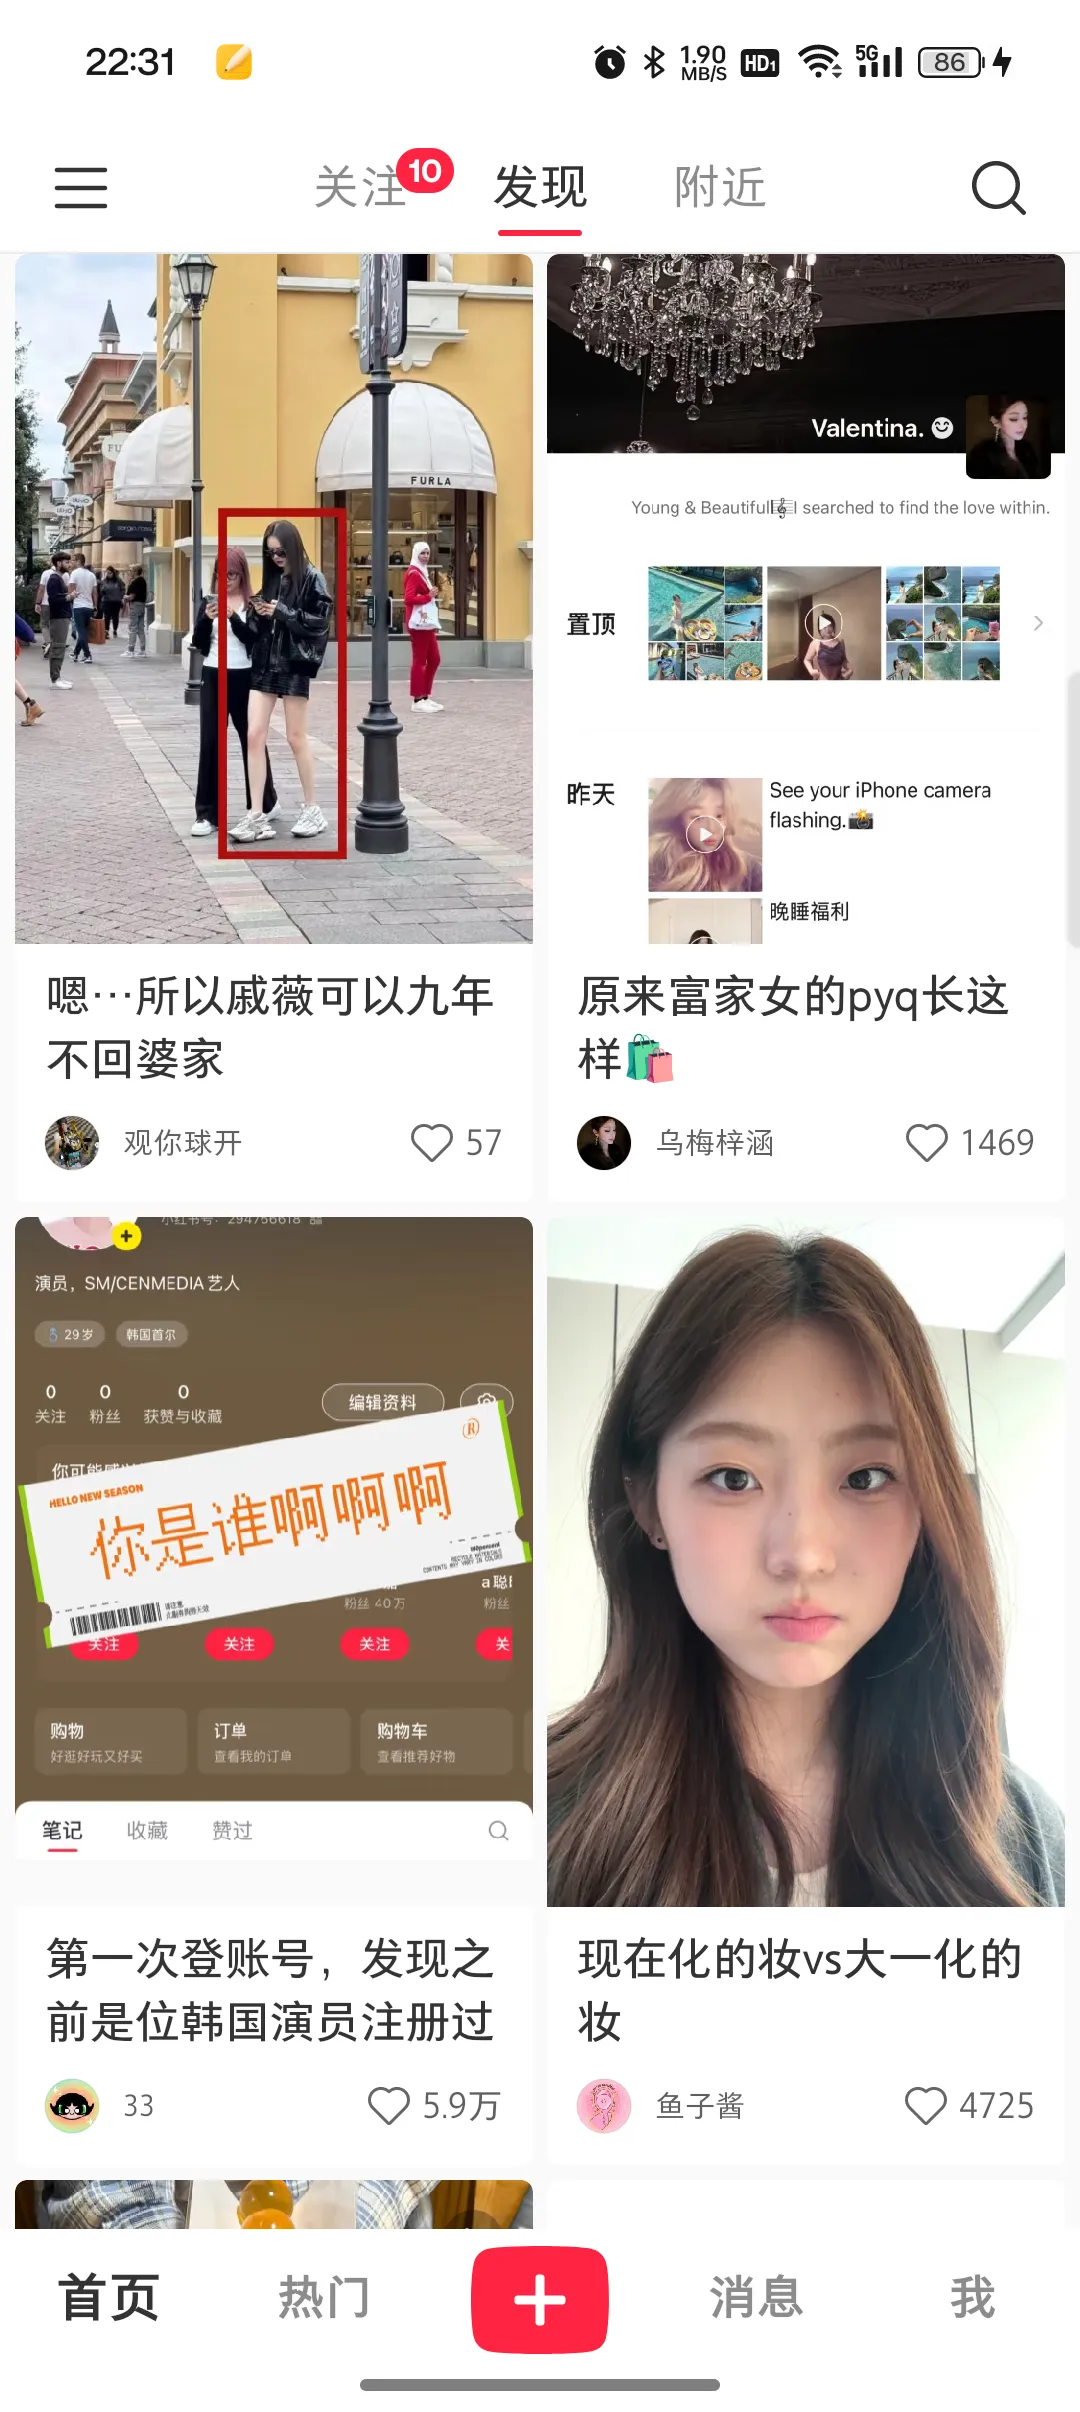 22:31
1.90
MB/S
HD1
5G
86
关注
10
发现
附近
FURLA
Valentina.
Young & Beautiful I searched to find the love within.
置顶
昨天
See your iPhone camera
flashing.
晚睡福利
嗯…所以戚薇可以九年
不回婆家
观你球开
57
原来富家女的pyq长这
样
乌梅梓涵
1469
小红书号: 294756618
演员，SM/CENMEDIA 艺人
29岁
韩国首尔
0
0
0
关注
粉丝
获赞与收藏
编辑资料
HELLO NEW SEASON
你是谁啊啊啊
粉丝 40万
粉丝
关注
关注
关注
关
购物
好逛好玩又好买
订单
查看我的订单
购物车
查看推荐好物
笔记
收藏
赞过
第一次登账号，发现之
前是位韩国演员注册过
33
5.9万
现在化的妆vs大一化的
妆
鱼子酱
4725
首页
热门
消息
我